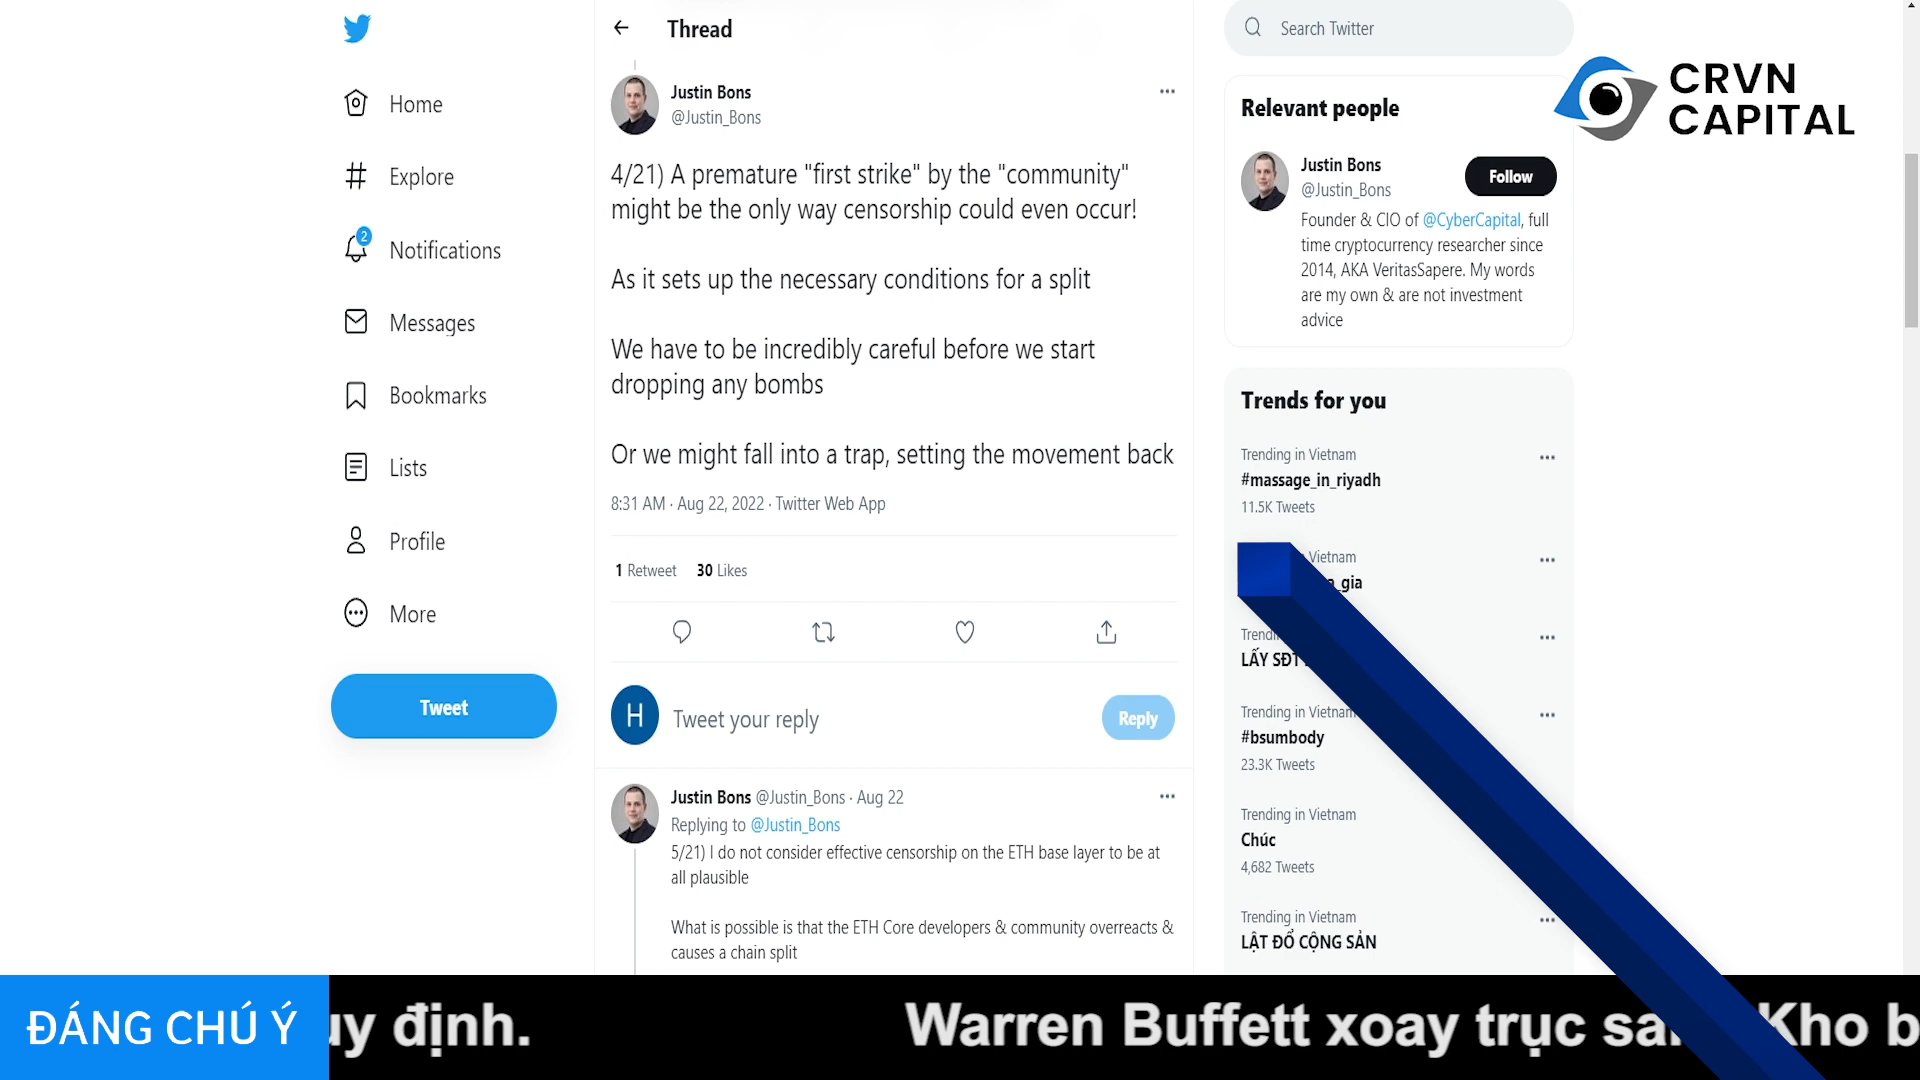 Home
Explore
2
Notifications
Messages
Bookmarks
Lists
Profile
More
Tweet
Thread
Justin Bons
@Justin_Bons
4/21) A premature "first strike" by the "community"
might be the only way censorship could even occur!
As it sets up the necessary conditions for a split
We have to be incredibly careful before we start
dropping any bombs
Or we might fall into a trap, setting the movement back
8:31 AM · Aug 22, 2022 · Twitter Web App
1 Retweet 30 Likes
H Tweet your reply
Reply
Justin Bons @Justin_Bons · Aug 22
Replying to @Justin_Bons
5/21) I do not consider effective censorship on the ETH base layer to be at
all plausible
What is possible is that the ETH Core developers & community overreacts &
causes a chain split
Search Twitter
CRVN
CAPITAL
Relevant people
Justin Bons
@Justin_Bons
Follow
Founder & CIO of @CyberCapital, full
time cryptocurrency researcher since
2014, AKA VeritasSapere. My words
are my own & are not investment
advice
Trends for you
Trending in Vietnam
#massage_in_riyadh
11.5K Tweets
Vietnam
LẤY SĐT
Trending in Vietnam
#bsumbody
23.3K Tweets
Trending in Vietnam
Chúc
4,682 Tweets
Trending in Vietnam
LẬT ĐỔ CỘNG SẢN
ĐÁNG CHÚ Ý
định. Warren Buffett xoay trục Kho